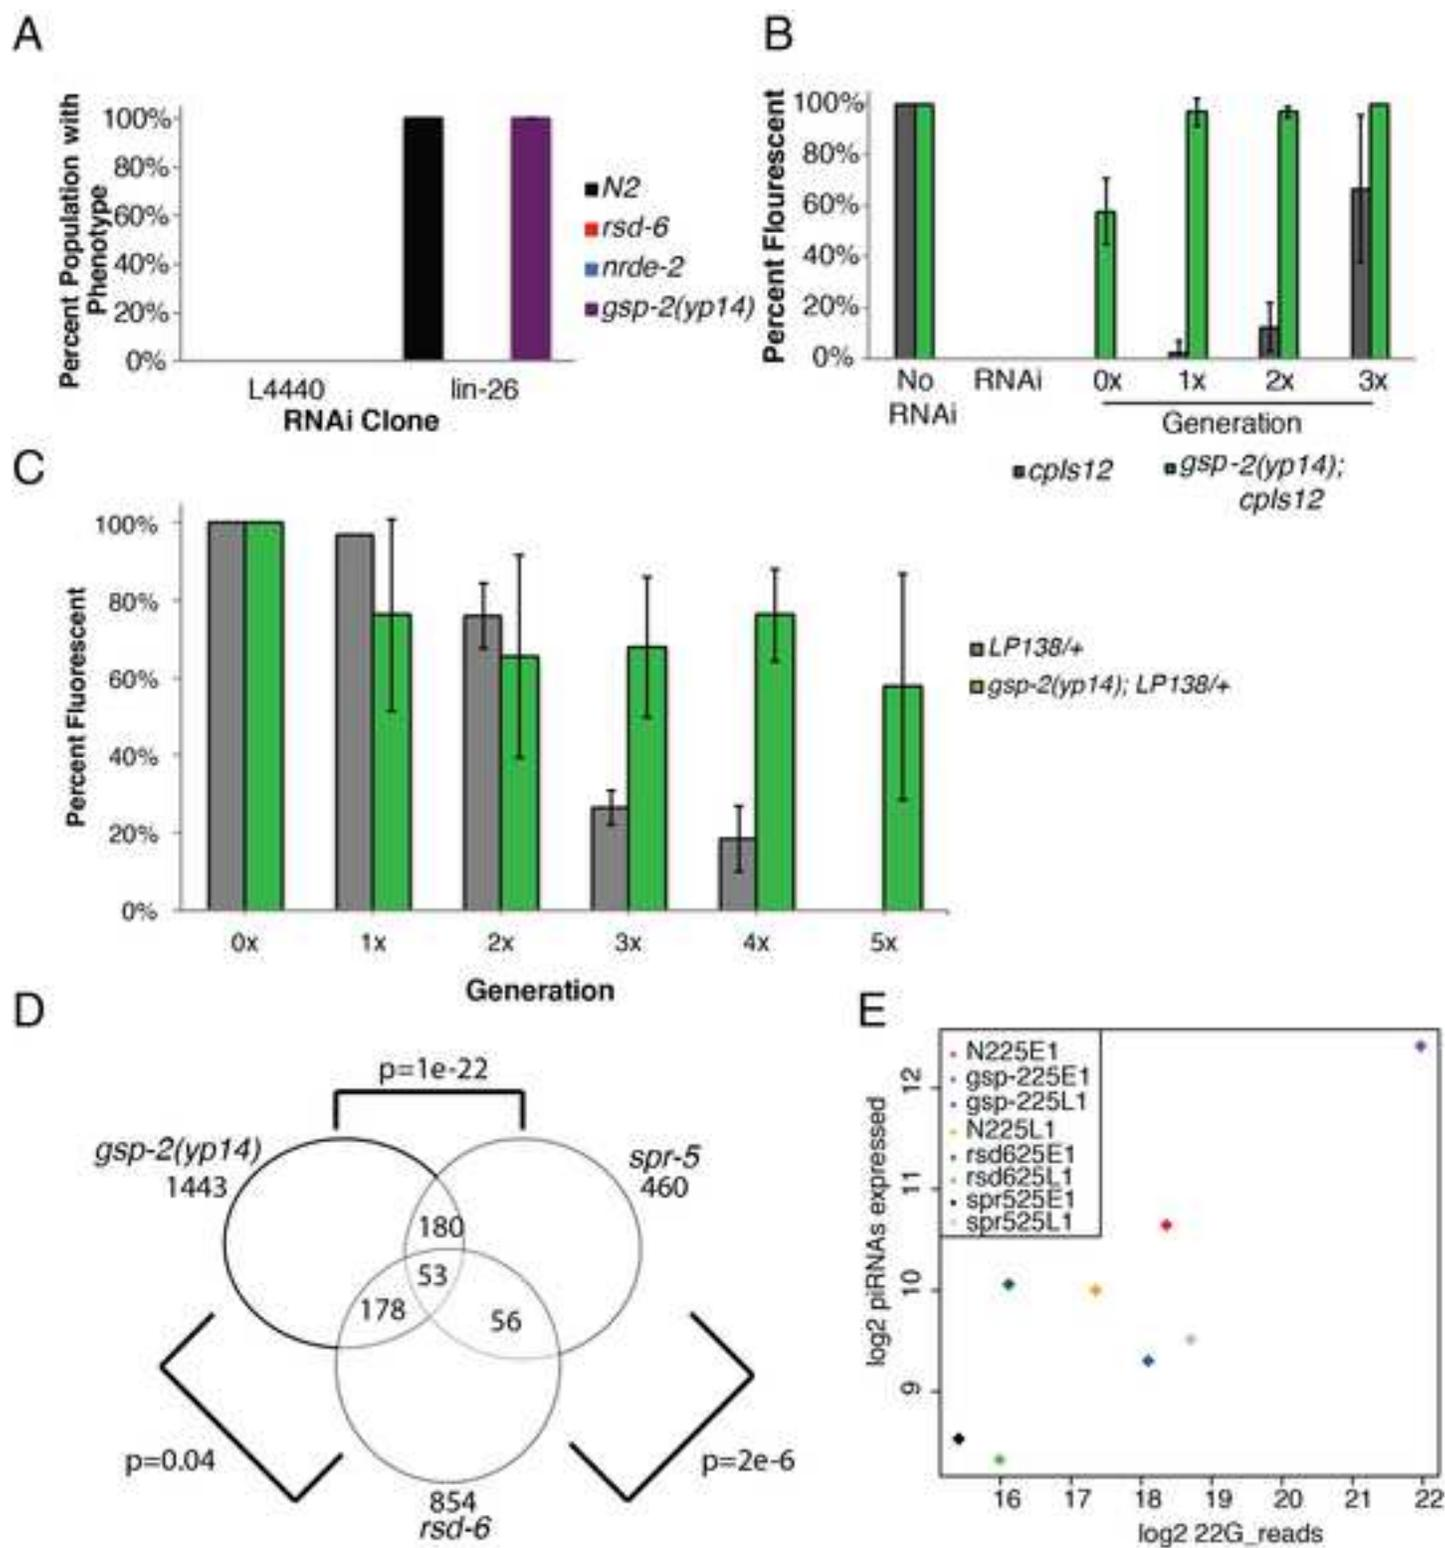 A
Percent Population with
Phenotype
100%
80%
60%
40%
20%
0%
L4440
lin-26
RNAi Clone
N2
rsd-6
nrde-2
gsp-2(yp14)
B
Percent Flourescent
100%
80%
60%
40%
20%
0%
No
RNAi
RNAi
0x
1x
2x
3x
Generation
cpIs12
gsp-2(yp14);
cpIs12
C
Percent Fluorescent
100%
80%
60%
40%
20%
0%
0x
1x
2x
3x
4x
5x
Generation
LP138/+
gsp-2(yp14); LP138/+
D
p=1e-22
gsp-2(yp14)
1443
spr-5
460
180
53
178
56
p=0.04
p=2e-6
854
rsd-6
E
log2 piRNAs expressed
12
11
10
9
N225E1
gsp-225E1
gsp-225L1
N225L1
rsd625E1
rsd625L1
spr525E1
spr525L1
16
17
18
19
20
21
22
log2 22G_reads